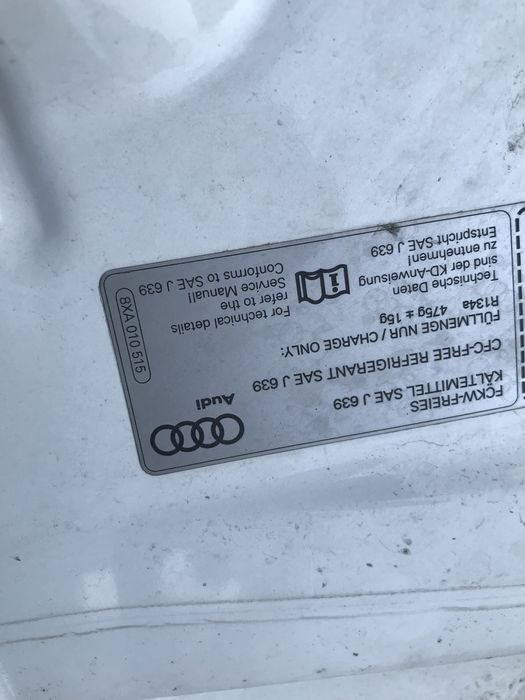 FCKW-FREIES
KÄLTEMITTEL SAE J 639
CFC-FREE REFRIGERANT SAE J 639
Audi
FÜLLMENGE NUR / CHARGE ONLY:
R134a 475g ± 15g
Technische Daten
sind der KD-Anweisung
zu entnehmen!
Entspricht SAE J 639
i
For technical details
refer to the
Service Manual!
Conforms to SAE J 639
8XA 010 515